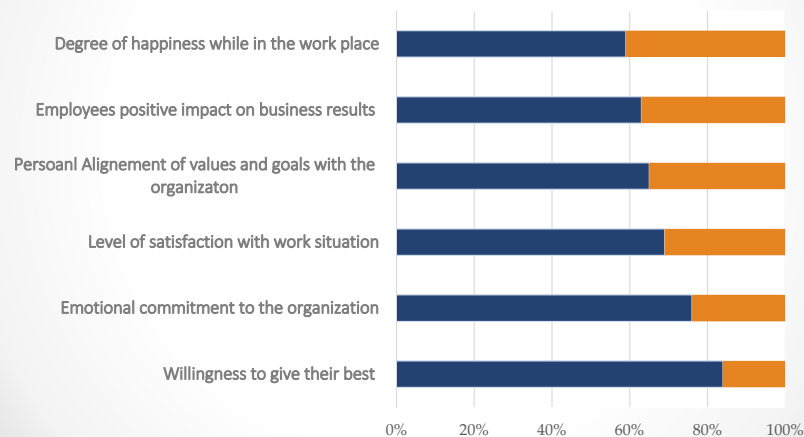 Degree of happiness while in the work place
Employees positive impact on business results
Persoanl Alignement of values and goals with the
organizaton
Level of satisfaction with work situation
Emotional commitment to the organization
Willingness to give their best
0% 20% 40% 60% 80% 100%